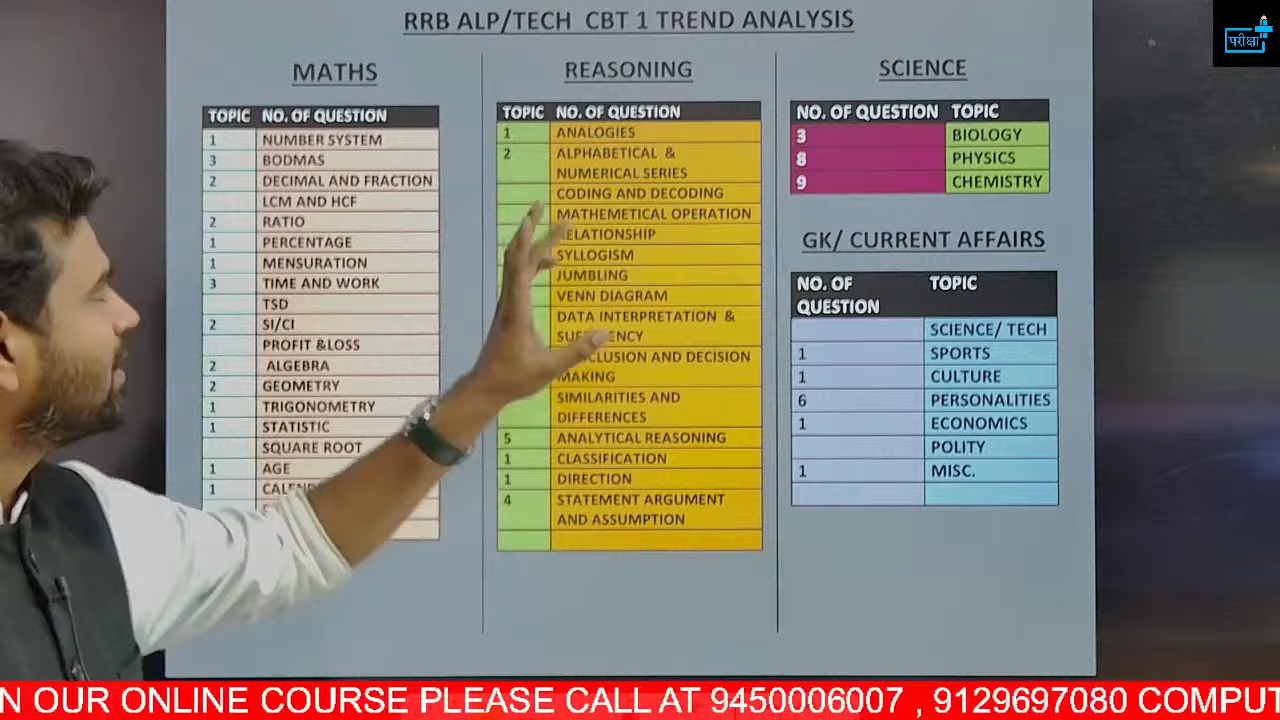 RRB ALP/TECH CBT 1 TREND ANALYSIS
परीक्षा
MATHS
TOPIC NO. OF QUESTION
1 NUMBER SYSTEM
3 BODMAS
2 DECIMAL AND FRACTION
LCM AND HCF
2 RATIO
1 PERCENTAGE
1 MENSURATION
3 TIME AND WORK
TSD
2 SI/CI
PROFIT &LOSS
2 ALGEBRA
2 GEOMETRY
1 TRIGONOMETRY
1 STATISTIC
SQUARE ROOT
1 AGE
1
REASONING
TOPIC NO. OF QUESTION
1 ANALOGIES
2 ALPHABETICAL &
NUMERICAL SERIES
CODING AND DECODING
MATHEMETICAL OPERATION
RELATIONSHIP
SYLLOGISM
JUMBLING
VENN DIAGRAM
DATA INTERPRETATION &
AND DECISION
MAKING
SIMILARITIES AND
DIFFERENCES
5 ANALYTICAL REASONING
1 CLASSIFICATION
1 DIRECTION
4 STATEMENT ARGUMENT
AND ASSUMPTION
SCIENCE
NO. OF QUESTION TOPIC
3 BIOLOGY
8 PHYSICS
9 CHEMISTRY
GK/ CURRENT AFFAIRS
NO. OF TOPIC
QUESTION
SCIENCE/ TECH
1 SPORTS
1 CULTURE
6 PERSONALITIES
1 ECONOMICS
POLITY
1 MISC.
N OUR ONLINE COURSE PLEASE CALL AT 9450006007 , 9129697080 COMPUT